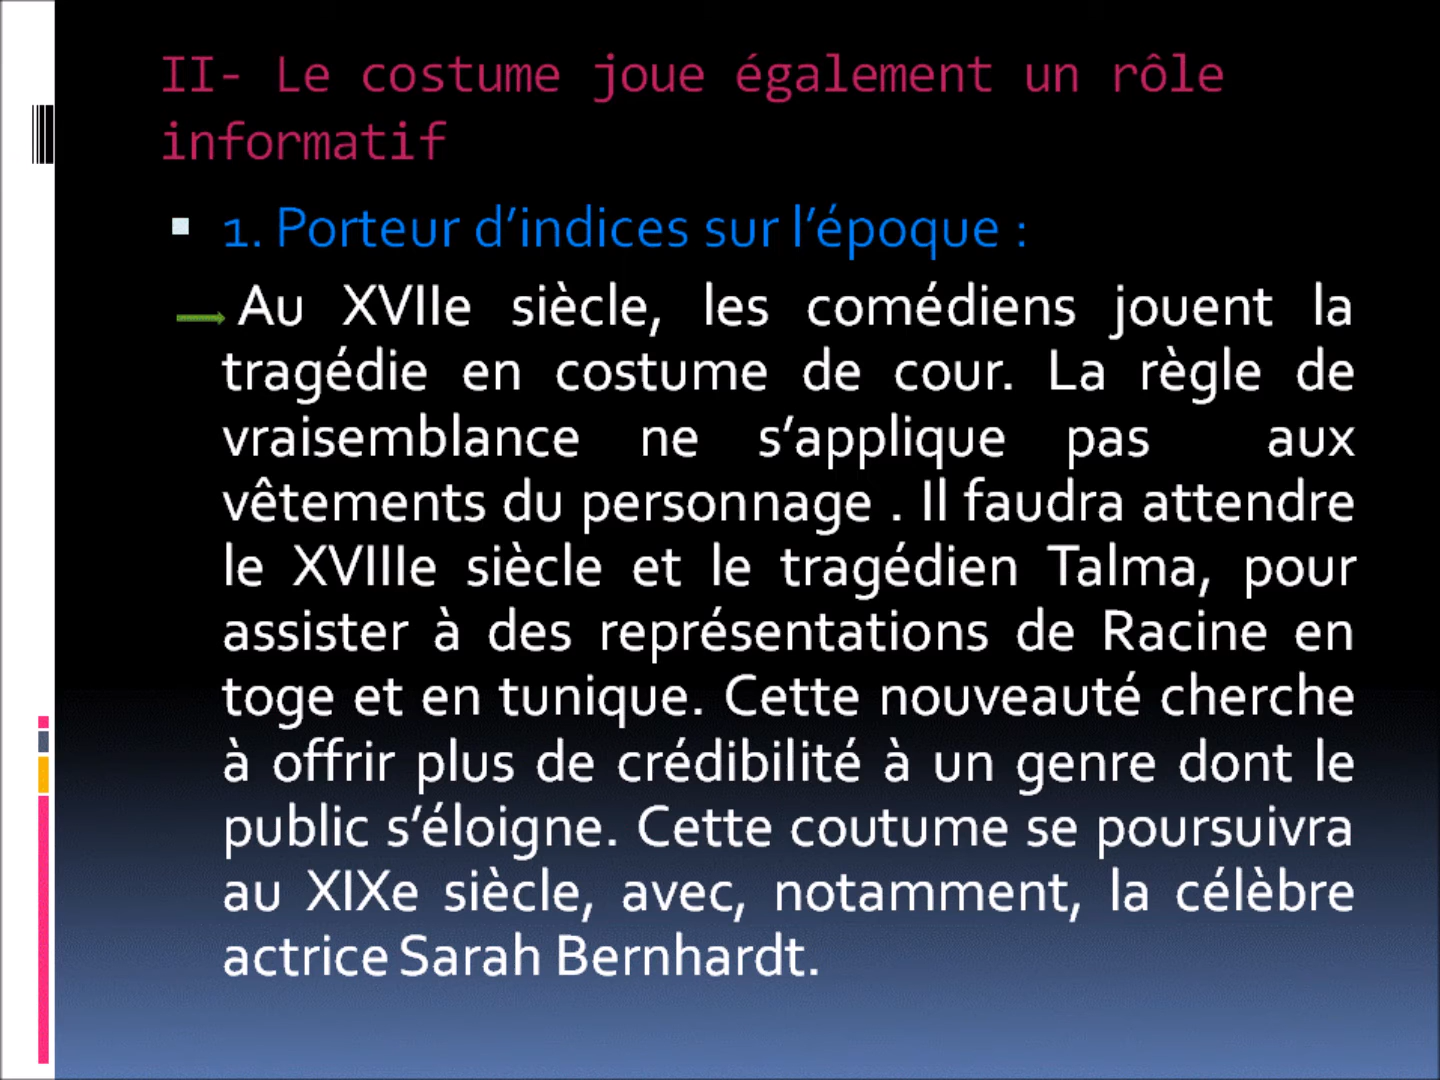 II- Le costume joue également un rôle
informatif
1. Porteur d’indices sur l’époque :
Au XVIIe siècle, les comédiens jouent la
tragédie en costume de cour. La règle de
vraisemblance ne s’applique pas aux
vêtements du personnage . Il faudra attendre
le XVIIIe siècle et le tragédien Talma, pour
assister à des représentations de Racine en
toge et en tunique. Cette nouveauté cherche
à offrir plus de crédibilité à un genre dont le
public s’éloigne. Cette coutume se poursuivra
au XIXe siècle, avec, notamment, la célèbre
actrice Sarah Bernhardt.